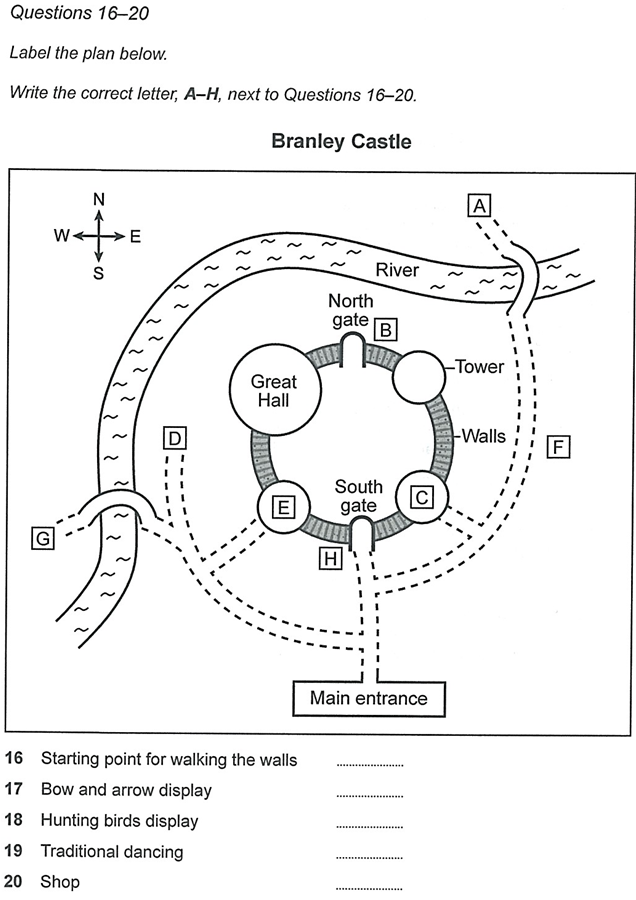 Questions 16–20
Label the plan below.
Write the correct letter, A–H, next to Questions 16–20.
Branley Castle
N
A
W E
S
River
North
gate
B
Tower
Great
Hall
D
Walls
F
South
gate
C
E
G
H
Main entrance
16 Starting point for walking the walls ......................
17 Bow and arrow display ......................
18 Hunting birds display ......................
19 Traditional dancing ......................
20 Shop ......................